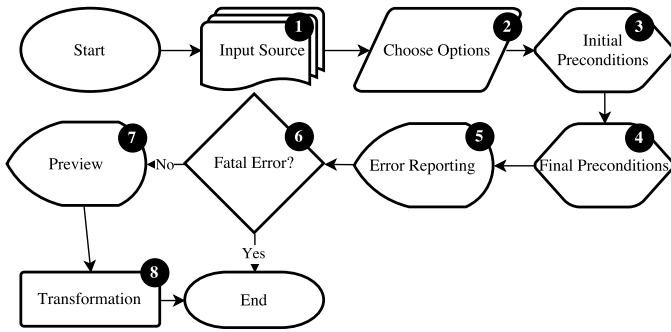 1
2
3
Start
Input Source
Choose Options
Initial
Preconditions
7
6
5
4
Preview
No
Fatal Error?
Error Reporting
Final Preconditions
Yes
8
Transformation
End